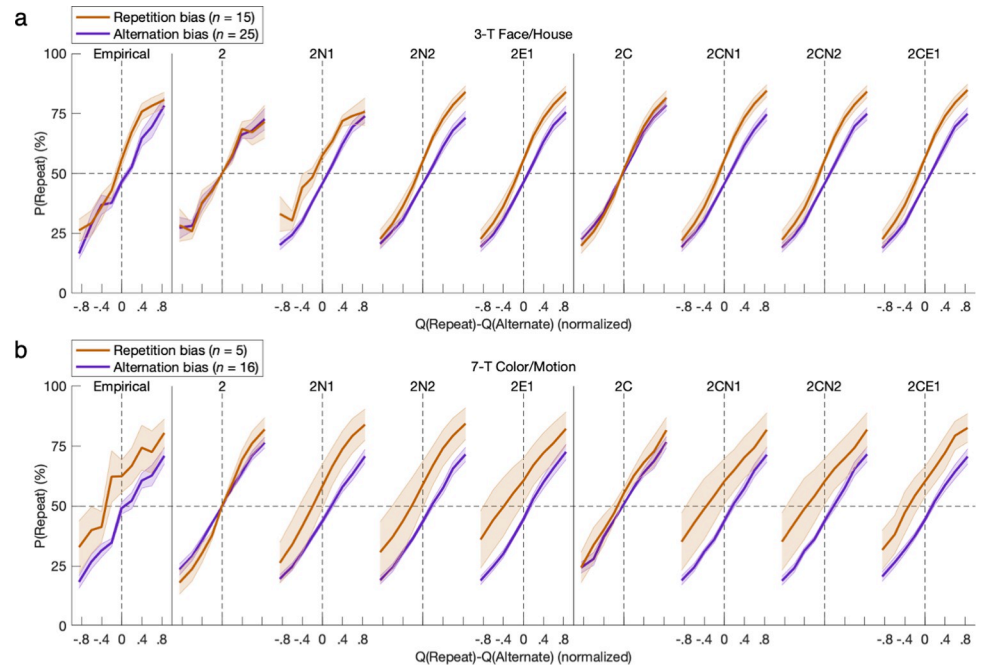 a
Repetition bias (n = 15)
Alternation bias (n = 25)
3-T Face/House
Empirical 2 2N1 2N2 2E1 2C 2CN1 2CN2 2CE1
100
75
50
25
0
P(Repeat) (%)
-.8 -.4 0 .4 .8 -.8 -.4 0 .4 .8 -.8 -.4 0 .4 .8 -.8 -.4 0 .4 .8 -.8 -.4 0 .4 .8 -.8 -.4 0 .4 .8 -.8 -.4 0 .4 .8 -.8 -.4 0 .4 .8 -.8 -.4 0 .4 .8
Q(Repeat)-Q(Alternate) (normalized)
b
Repetition bias (n = 5)
Alternation bias (n = 16)
7-T Color/Motion
Empirical 2 2N1 2N2 2E1 2C 2CN1 2CN2 2CE1
100
75
50
25
0
P(Repeat) (%)
-.8 -.4 0 .4 .8 -.8 -.4 0 .4 .8 -.8 -.4 0 .4 .8 -.8 -.4 0 .4 .8 -.8 -.4 0 .4 .8 -.8 -.4 0 .4 .8 -.8 -.4 0 .4 .8 -.8 -.4 0 .4 .8 -.8 -.4 0 .4 .8
Q(Repeat)-Q(Alternate) (normalized)